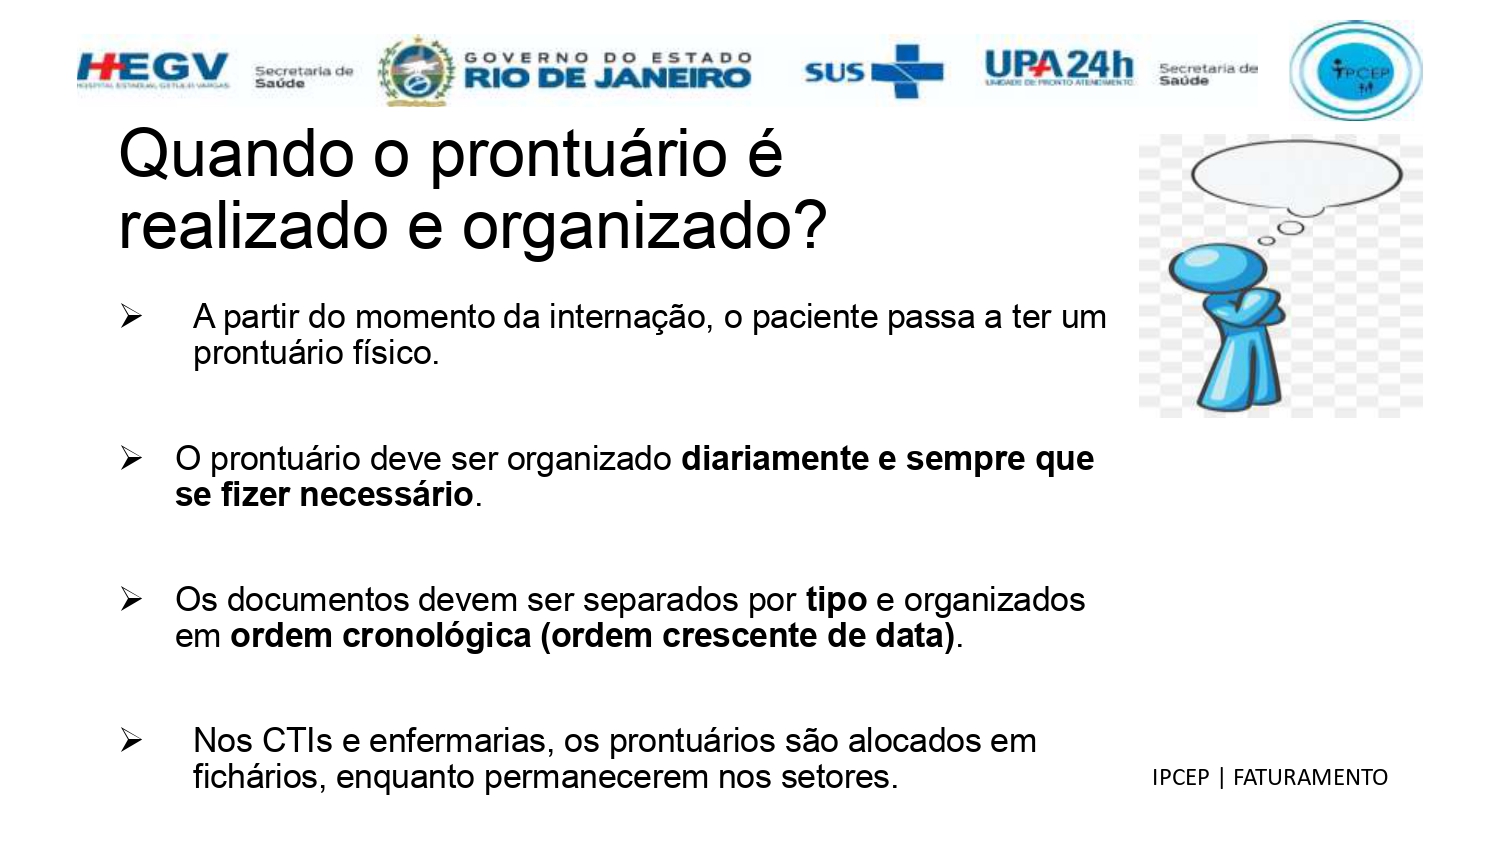 HEGV
HOSPITAL ESTADUAL GETÚLIO VARGAS
Secretaria de
Saúde
GOVERNO DO ESTADO
RIO DE JANEIRO
SUS
UPA 24h
UNIDADE DE PRONTO ATENDIMENTO
Secretaria de
Saúde
IPCEP
Quando o prontuário é
realizado e organizado?
➢ A partir do momento da internação, o paciente passa a ter um
prontuário físico.
➢ O prontuário deve ser organizado diariamente e sempre que
se fizer necessário.
➢ Os documentos devem ser separados por tipo e organizados
em ordem cronológica (ordem crescente de data).
➢ Nos CTIs e enfermarias, os prontuários são alocados em
fichários, enquanto permanecerem nos setores.
IPCEP | FATURAMENTO